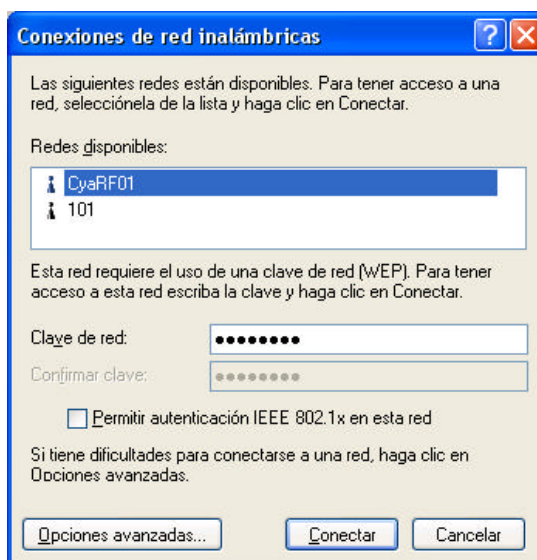 Conexiones de red inalámbricas
Las siguientes redes están disponibles. Para tener acceso a una
red, selecciónela de la lista y haga clic en Conectar.
Redes disponibles:
CyaRF01
101
Esta red requiere el uso de una clave de red (WEP). Para tener
acceso a esta red escriba la clave y haga clic en Conectar.
Clave de red: ●●●●●●●●
Confirmar clave: ●●●●●●●●
Permitir autenticación IEEE 802.1x en esta red
Si tiene dificultades para conectarse a una red, haga clic en
Opciones avanzadas.
Opciones avanzadas... Conectar Cancelar